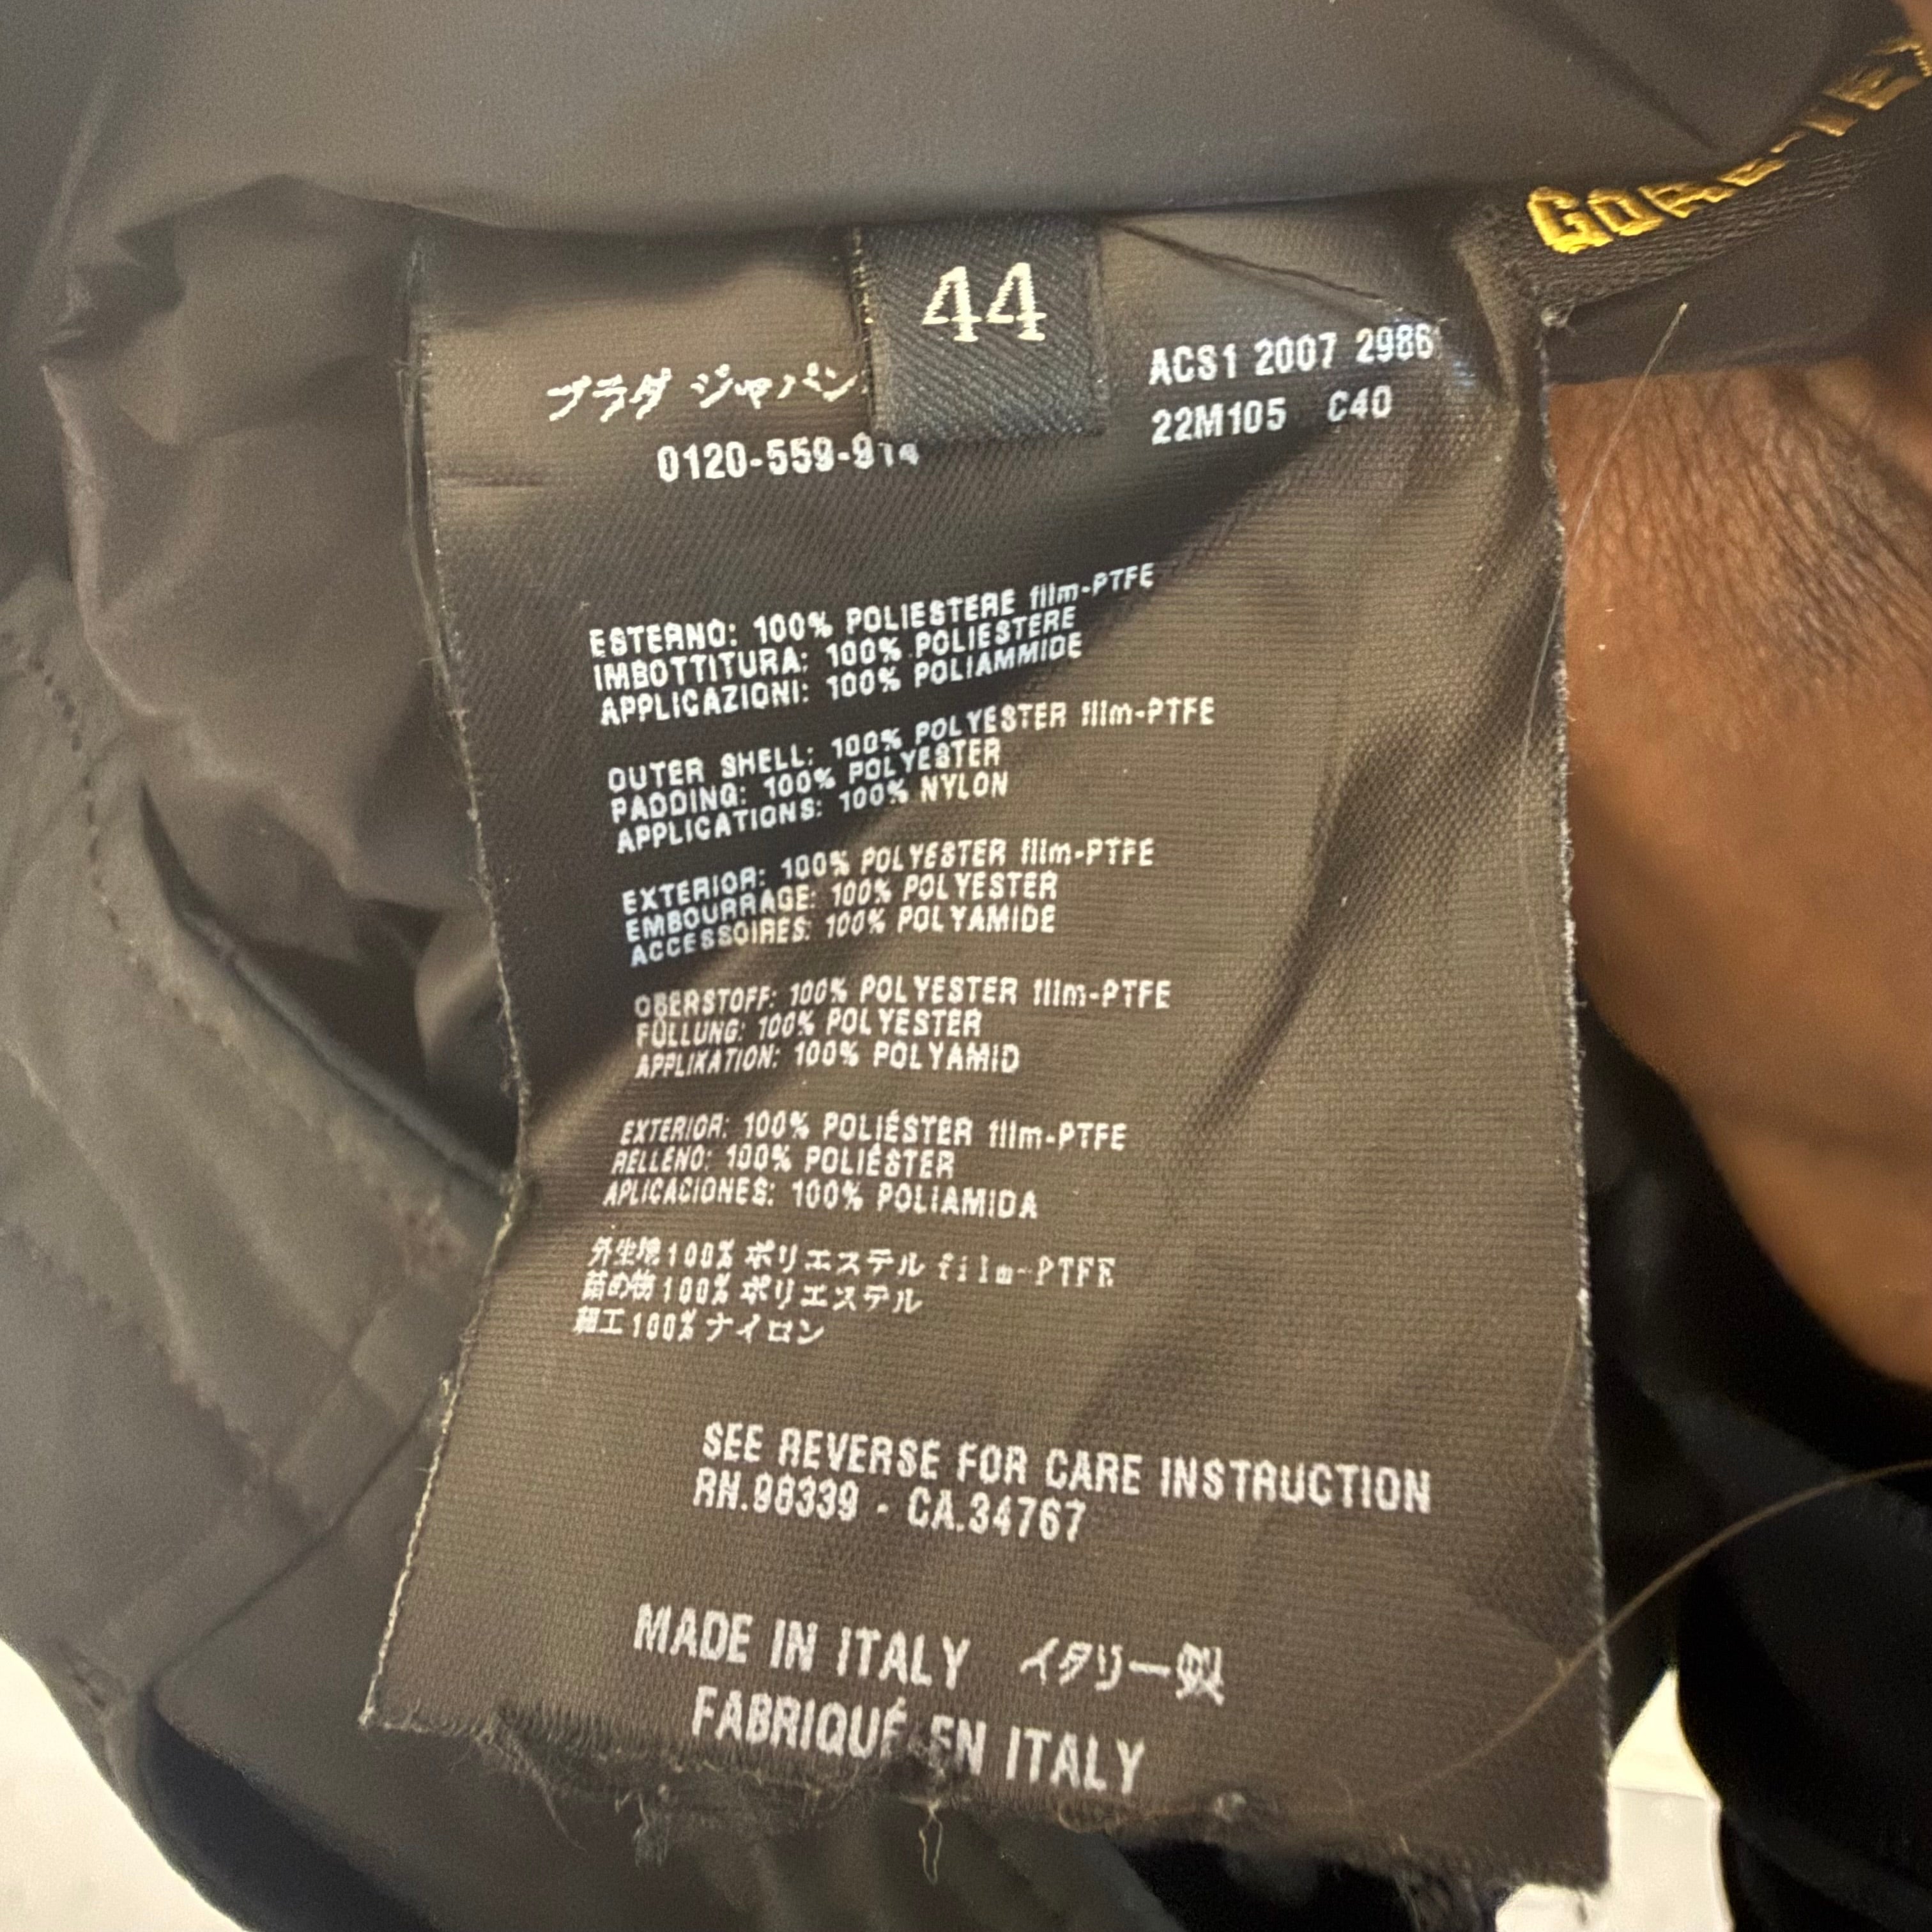 GORE-TEX
44
プラダ ジャパン
0120-559-914
ACS1 2007 2986
22M105 C40
ESTERNO: 100% POLIESTERE film-PTFE
IMBOTTITURA: 100% POLIESTERE
APPLICAZIONI: 100% POLIAMMIDE
OUTER SHELL: 100% POLYESTER film-PTFE
PADDING: 100% POLYESTER
APPLICATIONS: 100% NYLON
EXTERIOR: 100% POLYESTER film-PTFE
EMBOURRAGE: 100% POLYESTER
ACCESSOIRES: 100% POLYAMIDE
OBERSTOFF: 100% POLYESTER film-PTFE
FÜLLUNG: 100% POLYESTER
APPLIKATION: 100% POLYAMID
EXTERIOR: 100% POLIÉSTER film-PTFE
RELLENO: 100% POLIÉSTER
APLICACIONES: 100% POLIAMIDA
外生地100% ポリエステル film-PTFE
詰め物100% ポリエステル
細工100% ナイロン
SEE REVERSE FOR CARE INSTRUCTION
RN.98339 - CA.34767
MADE IN ITALY イタリー製
FABRIQUÉ EN ITALY